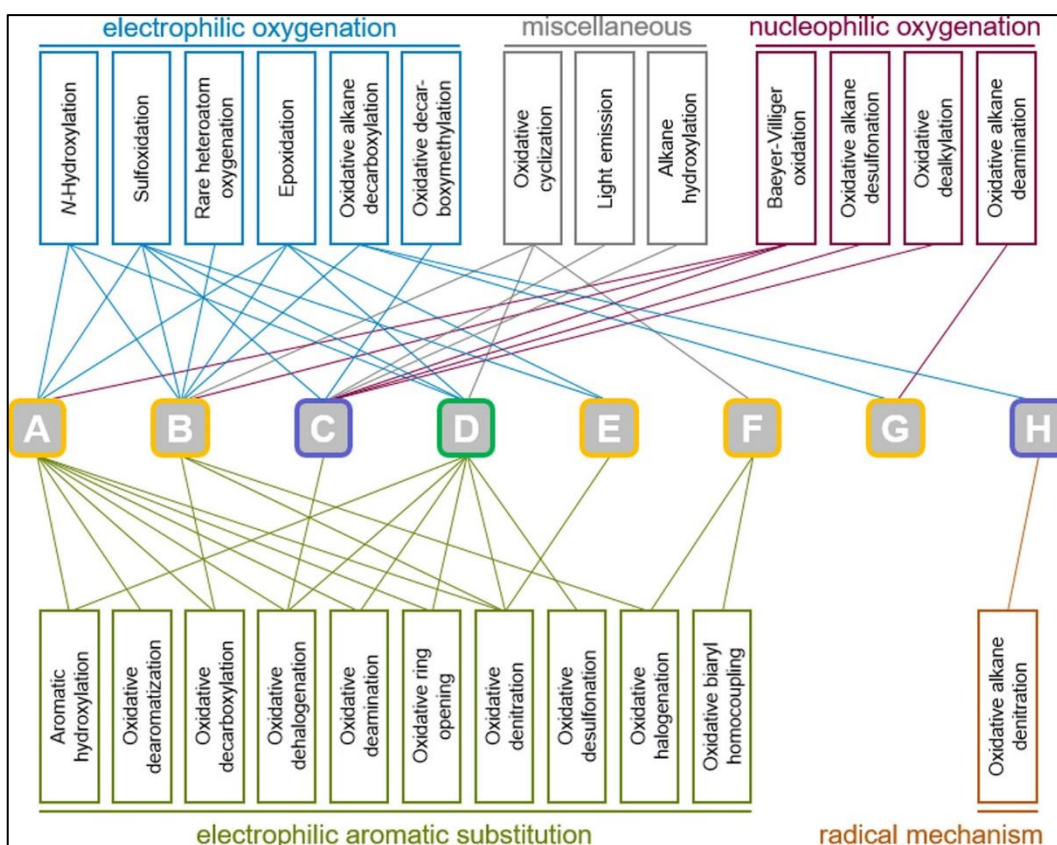 electrophilic oxygenation
miscellaneous
nucleophilic oxygenation
N-Hydroxylation
Sulfoxidation
Rare heteroatom
oxygenation
Epoxidation
Oxidative alkane
decarboxylation
Oxidative decar-
boxymethylation
Oxidative
cyclization
Light emission
Alkane
hydroxylation
Baeyer-Villiger
oxidation
Oxidative alkane
desulfonation
Oxidative
dealkylation
Oxidative alkane
deamination
A
B
C
D
E
F
G
H
Aromatic
hydroxylation
Oxidative
dearomatization
Oxidative
decarboxylation
Oxidative
dehalogenation
Oxidative
deamination
Oxidative ring
opening
Oxidative
denitration
Oxidative
desulfonation
Oxidative
halogenation
Oxidative biaryl
homocoupling
Oxidative alkane
denitration
electrophilic aromatic substitution
radical mechanism